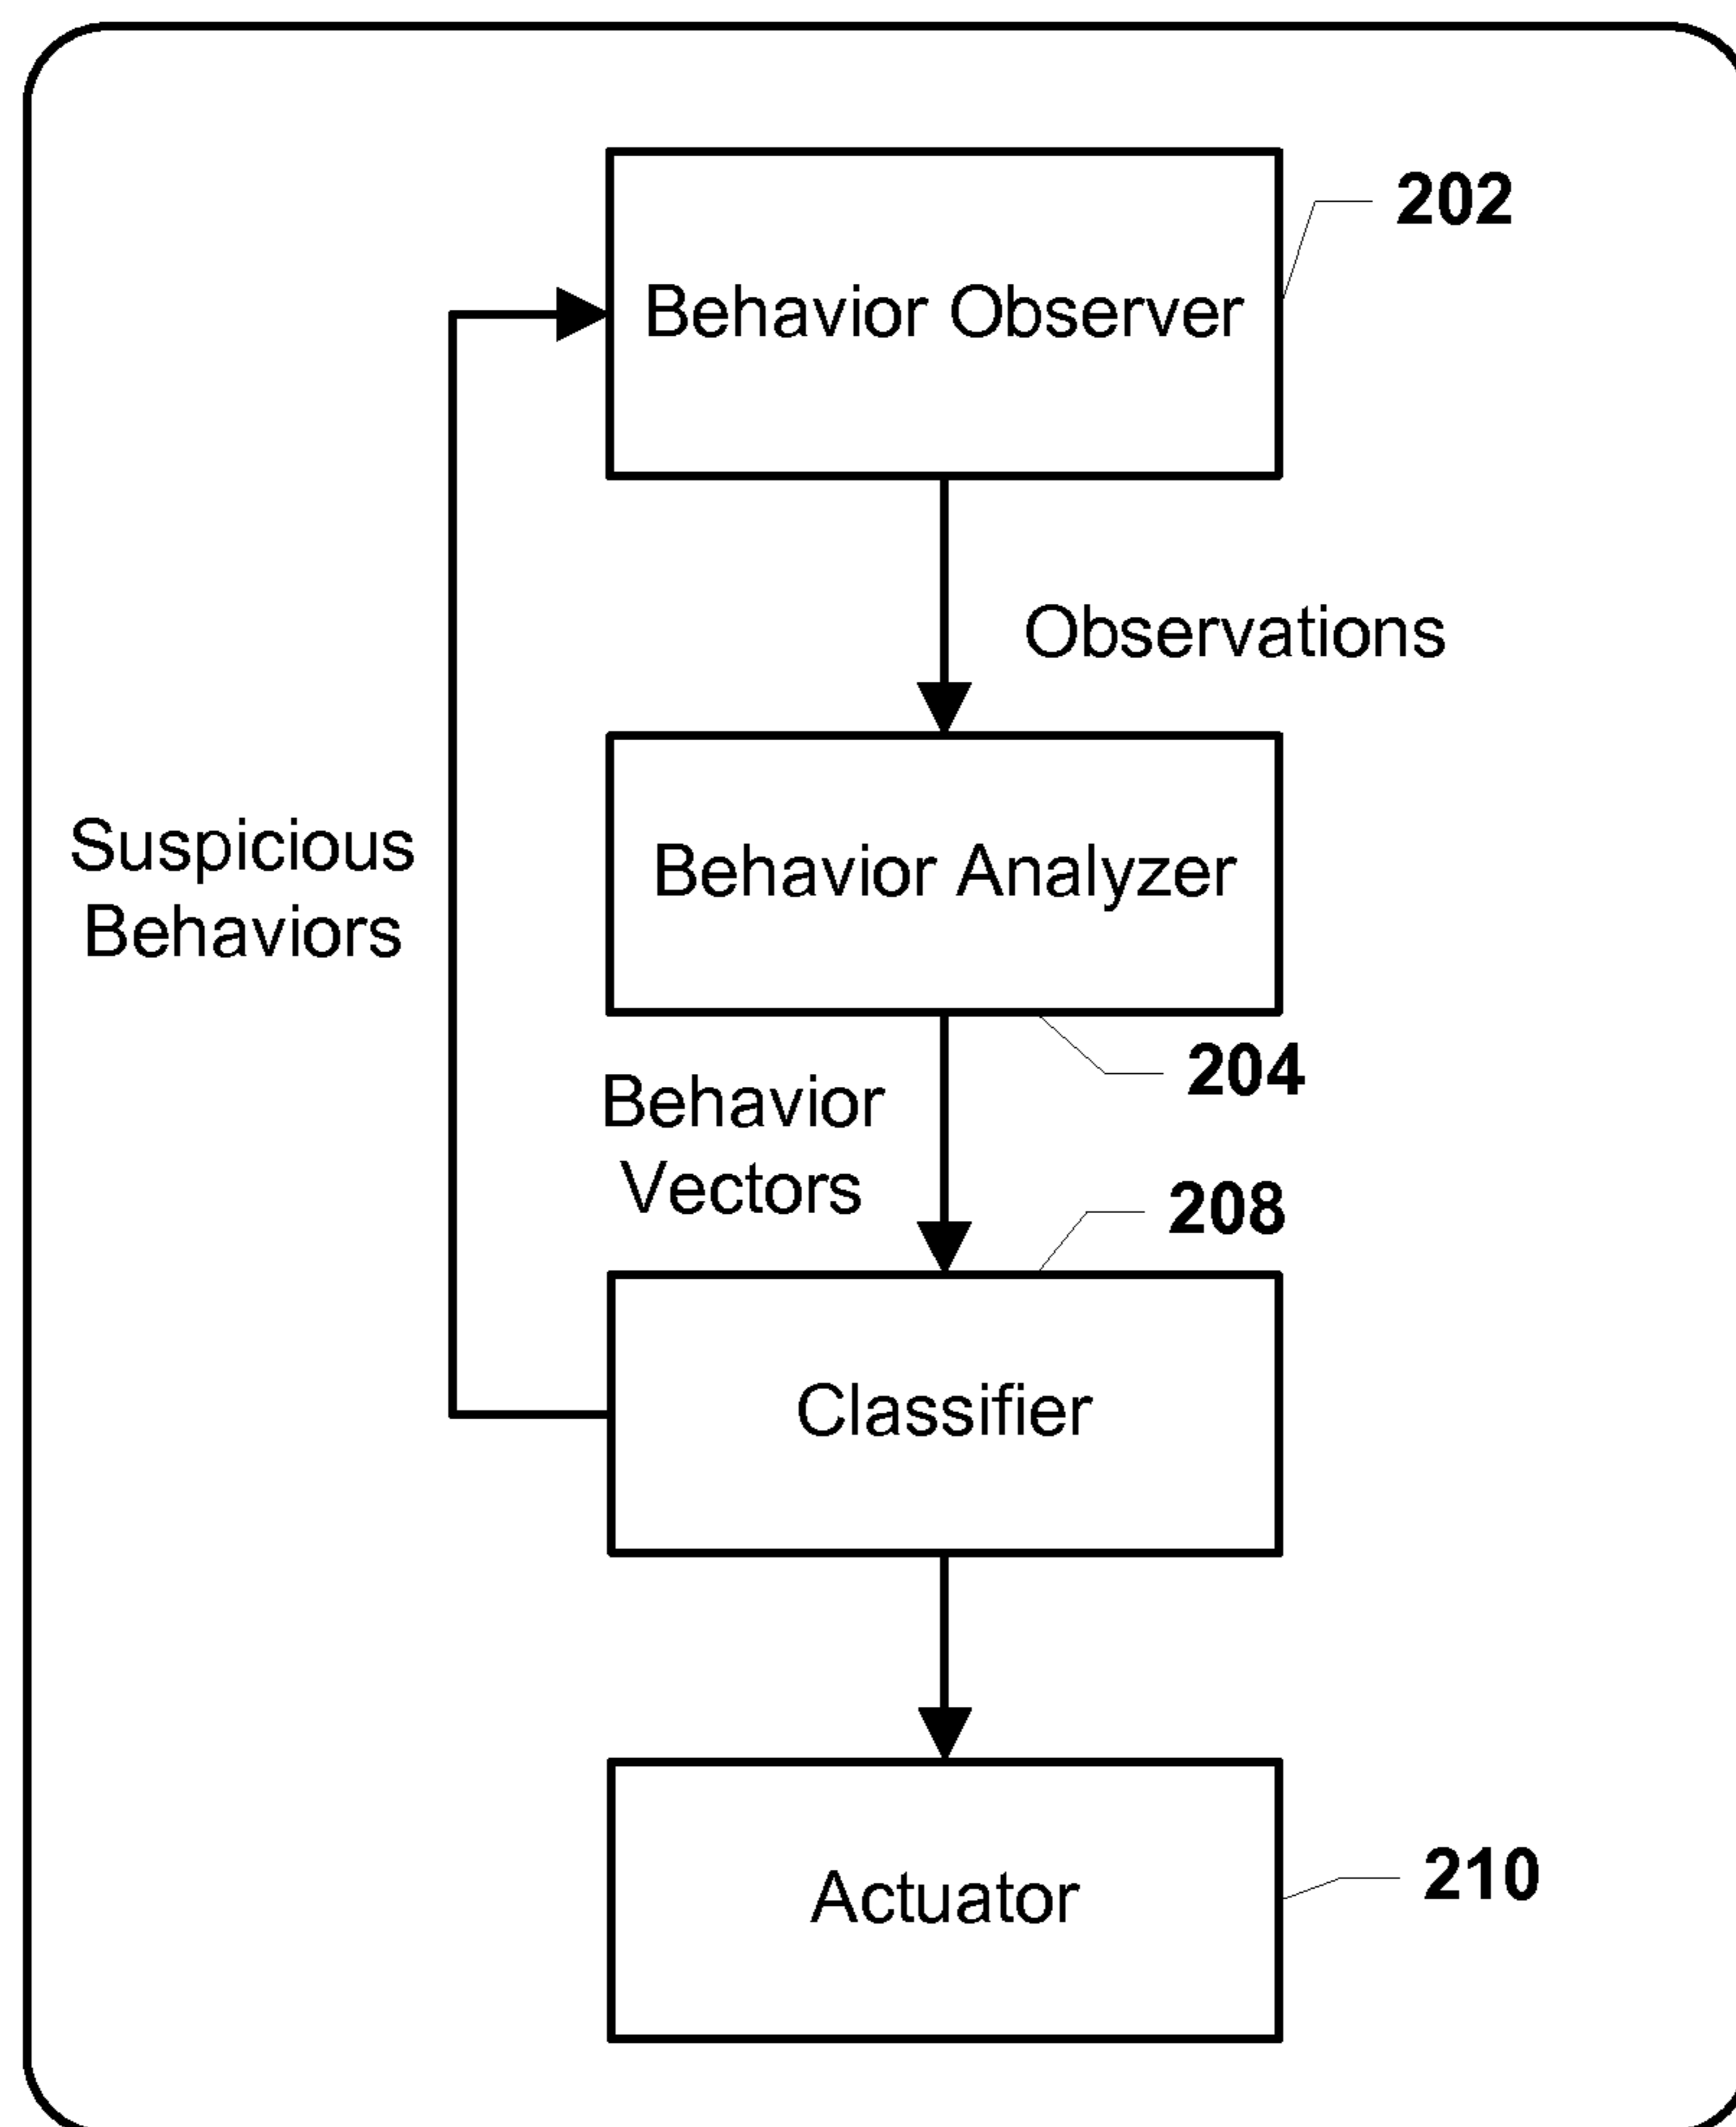 202
Behavior Observer
Observations
Suspicious
Behaviors
Behavior Analyzer
204
Behavior
Vectors
208
Classifier
Actuator
210